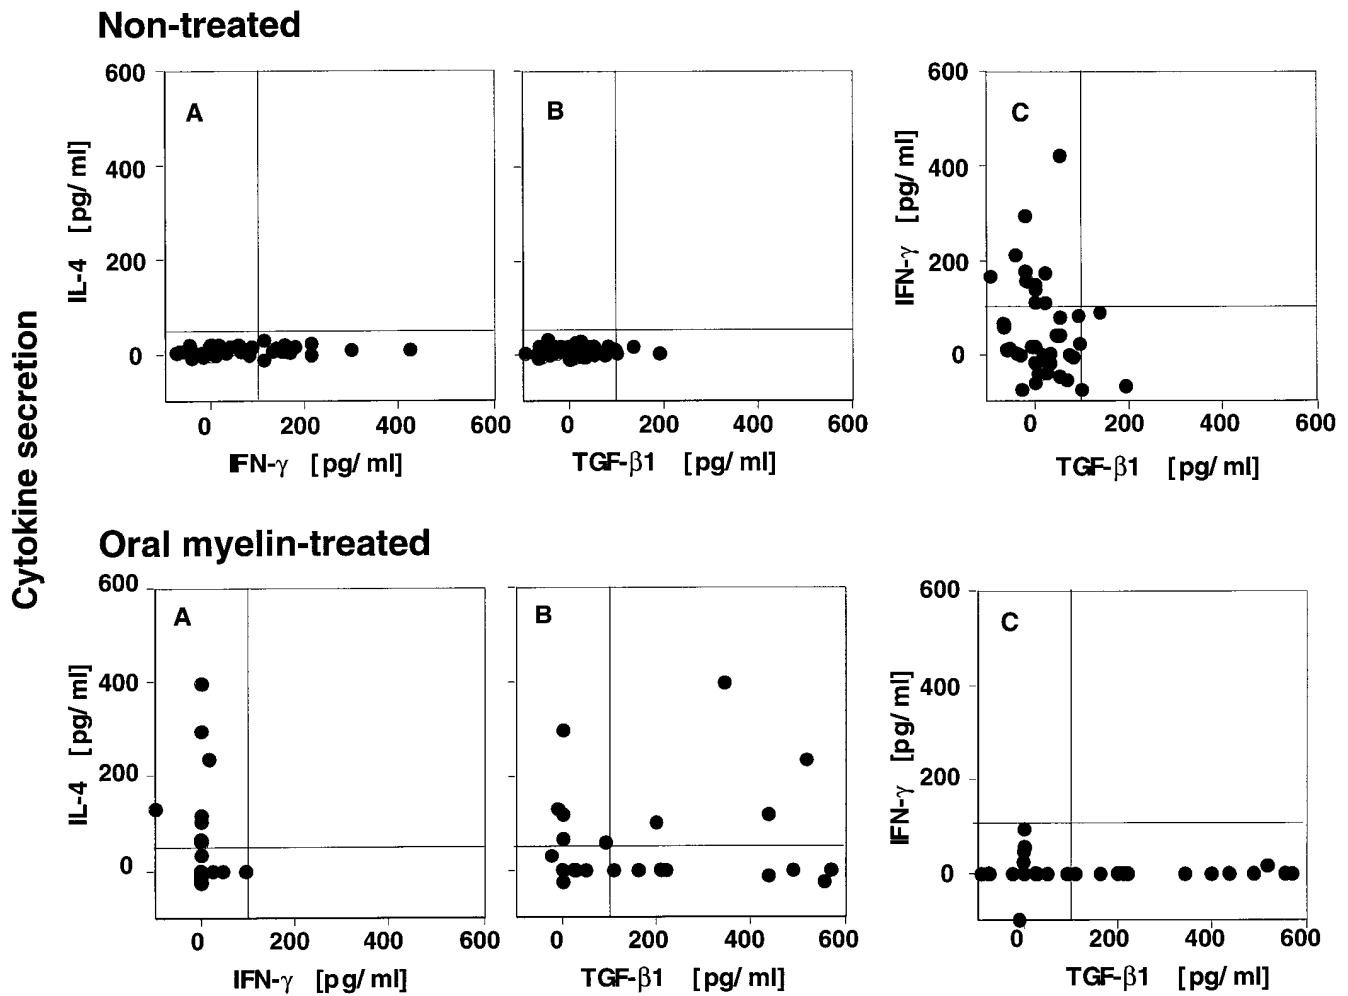 Non-treated
Cytokine secretion
A
IL-4 [pg/ ml]
600
400
200
0
0 200 400 600
IFN-γ [pg/ ml]
B
0 200 400 600
TGF-β1 [pg/ ml]
C
IFN-γ [pg/ ml]
600
400
200
0
0 200 400 600
TGF-β1 [pg/ ml]
Oral myelin-treated
A
IL-4 [pg/ ml]
600
400
200
0
0 200 400 600
IFN-γ [pg/ ml]
B
0 200 400 600
TGF-β1 [pg/ ml]
C
IFN-γ [pg/ ml]
600
400
200
0
0 200 400 600
TGF-β1 [pg/ ml]